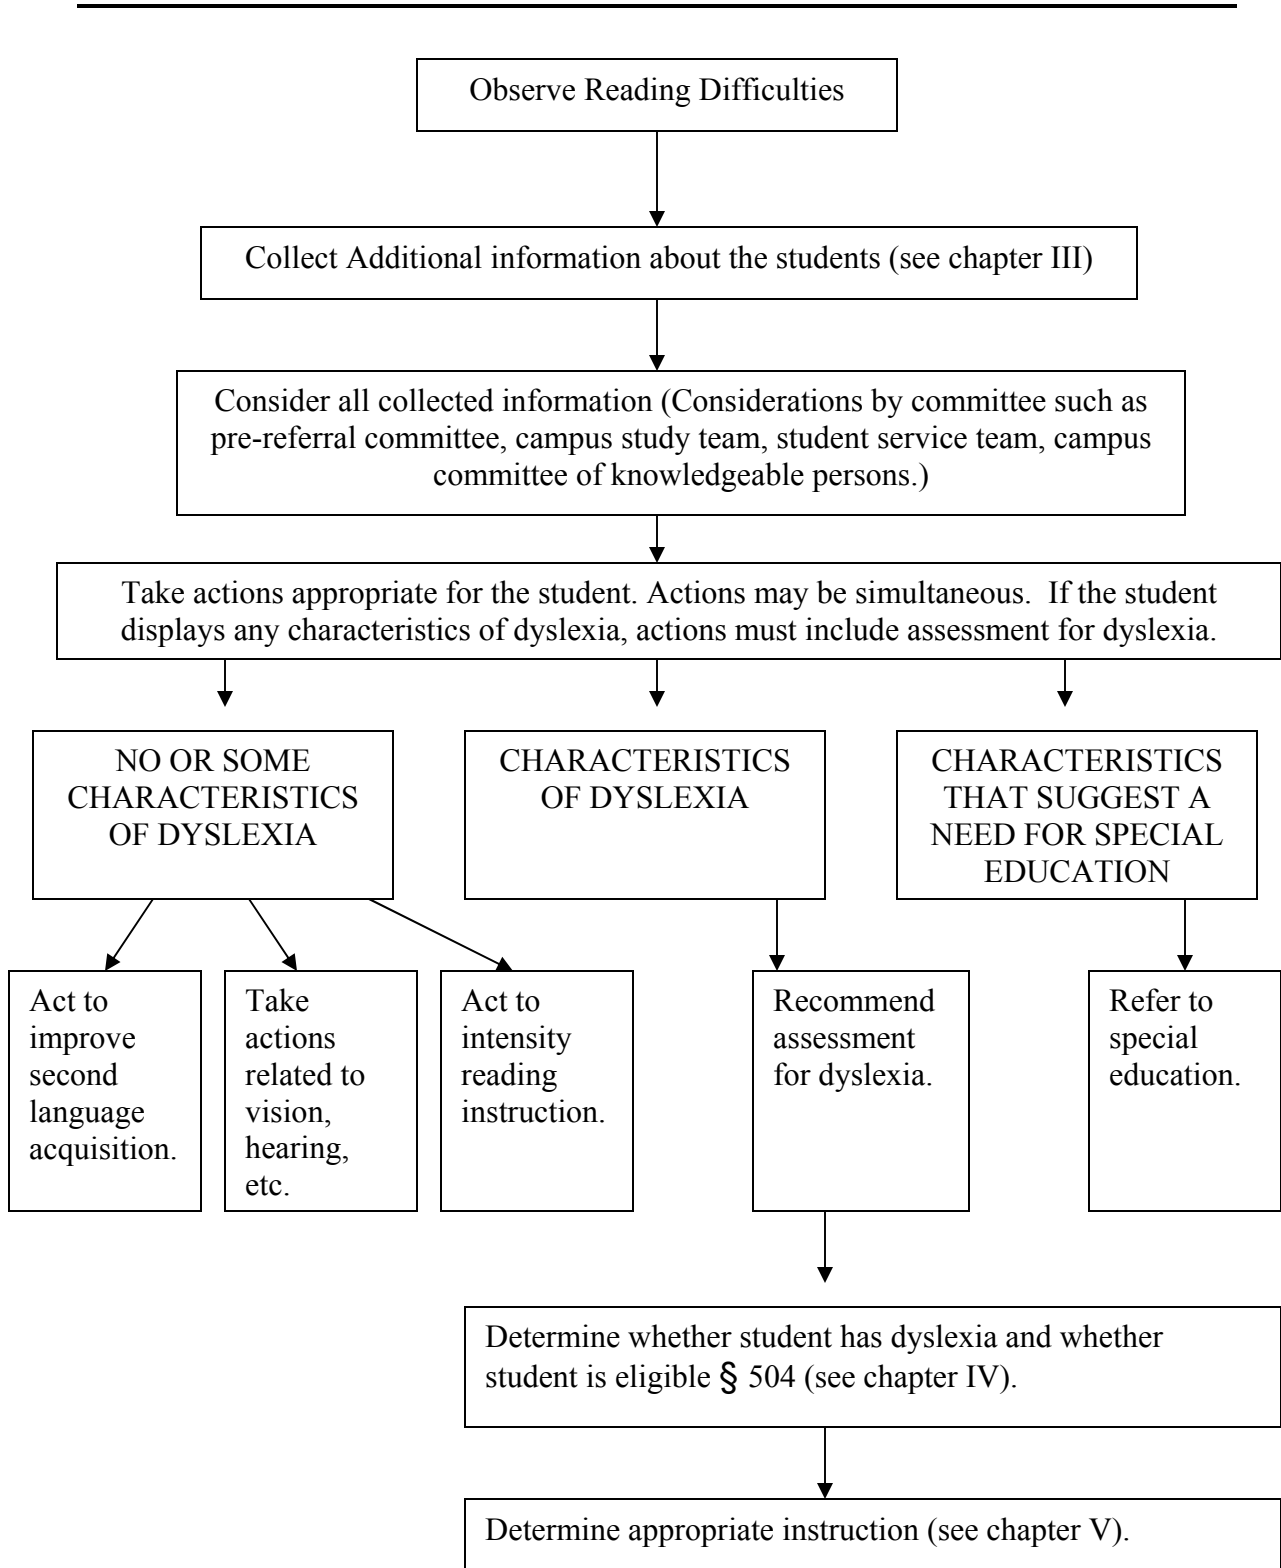 Observe Reading Difficulties
Collect Additional information about the students (see chapter III)
Consider all collected information (Considerations by committee such as
pre-referral committee, campus study team, student service team, campus
committee of knowledgeable persons.)
Take actions appropriate for the student. Actions may be simultaneous.  If the student
displays any characteristics of dyslexia, actions must include assessment for dyslexia.
NO OR SOME
CHARACTERISTICS
OF DYSLEXIA
CHARACTERISTICS
OF DYSLEXIA
CHARACTERISTICS
THAT SUGGEST A
NEED FOR SPECIAL
EDUCATION
Act to
improve
second
language
acquisition.
Take
actions
related to
vision,
hearing,
etc.
Act to
intensity
reading
instruction.
Recommend
assessment
for dyslexia.
Refer to
special
education.
Determine whether student has dyslexia and whether
student is eligible § 504 (see chapter IV).
Determine appropriate instruction (see chapter V).